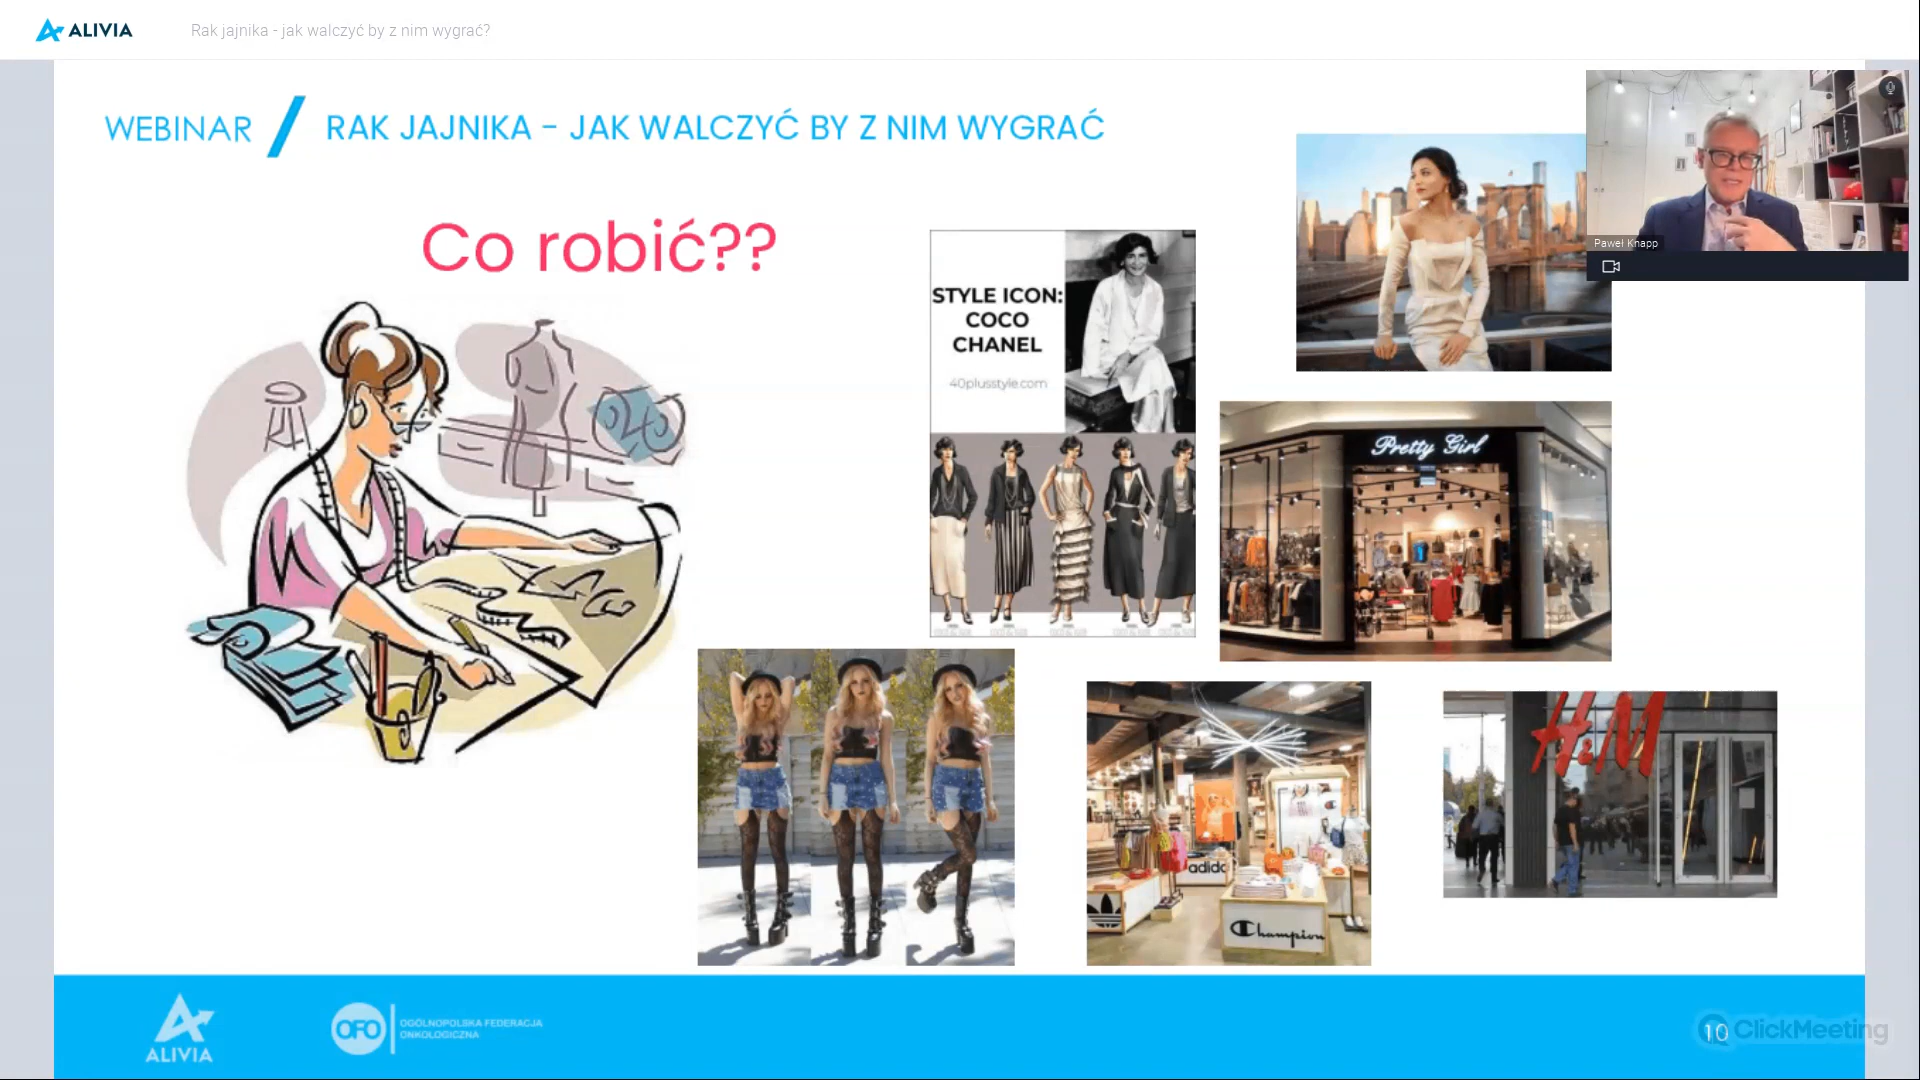 ALIVIA
Rak jajnika - jak walczyć by z nim wygrać?
WEBINAR / RAK JAJNIKA - JAK WALCZYĆ BY Z NIM WYGRAĆ
Paweł Knapp
Co robić??
STYLE ICON:
COCO
CHANEL
40plusstyle.com
Pretty Girl
H&M
adidas
Champion
ALIVIA
OFO
OGÓLNOPOLSKA FEDERACJA
ONKOLOGICZNA
10
ClickMeeting